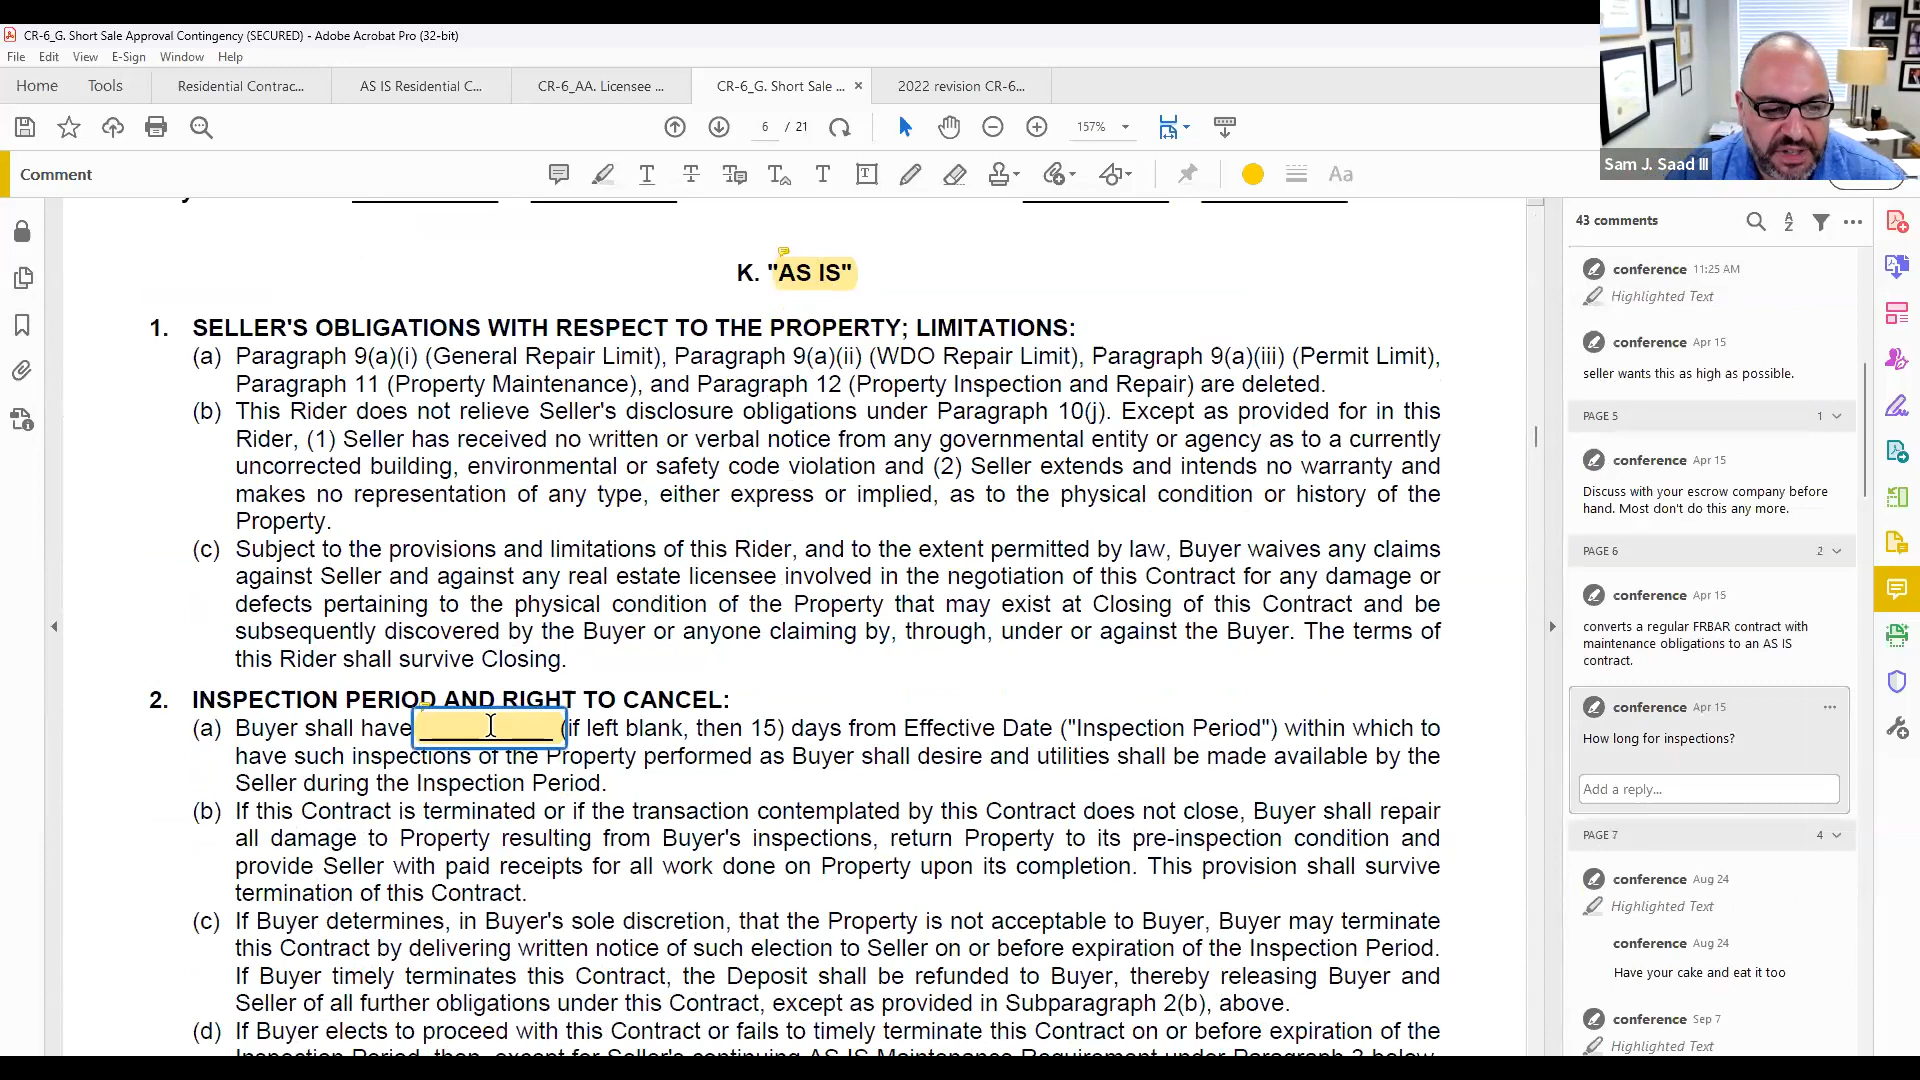 CR-6_G. Short Sale Approval Contingency (SECURED) - Adobe Acrobat Pro (32-bit)
File Edit View E-Sign Window Help
Home Tools Residential Contrac... AS IS Residential C... CR-6_AA. Licensee ... CR-6_G. Short Sale ... × 2022 revision CR-6...
6 / 21 157%
Sam J. Saad III
Comment
43 comments
K. "AS IS"
1. SELLER'S OBLIGATIONS WITH RESPECT TO THE PROPERTY; LIMITATIONS:
(a) Paragraph 9(a)(i) (General Repair Limit), Paragraph 9(a)(ii) (WDO Repair Limit), Paragraph 9(a)(iii) (Permit Limit),
Paragraph 11 (Property Maintenance), and Paragraph 12 (Property Inspection and Repair) are deleted.
(b) This Rider does not relieve Seller's disclosure obligations under Paragraph 10(j). Except as provided for in this
Rider, (1) Seller has received no written or verbal notice from any governmental entity or agency as to a currently
uncorrected building, environmental or safety code violation and (2) Seller extends and intends no warranty and
makes no representation of any type, either express or implied, as to the physical condition or history of the
Property.
(c) Subject to the provisions and limitations of this Rider, and to the extent permitted by law, Buyer waives any claims
against Seller and against any real estate licensee involved in the negotiation of this Contract for any damage or
defects pertaining to the physical condition of the Property that may exist at Closing of this Contract and be
subsequently discovered by the Buyer or anyone claiming by, through, under or against the Buyer. The terms of
this Rider shall survive Closing.
2. INSPECTION PERIOD AND RIGHT TO CANCEL:
(a) Buyer shall have __________ (if left blank, then 15) days from Effective Date ("Inspection Period") within which to
have such inspections of the Property performed as Buyer shall desire and utilities shall be made available by the
Seller during the Inspection Period.
(b) If this Contract is terminated or if the transaction contemplated by this Contract does not close, Buyer shall repair
all damage to Property resulting from Buyer's inspections, return Property to its pre-inspection condition and
provide Seller with paid receipts for all work done on Property upon its completion. This provision shall survive
termination of this Contract.
(c) If Buyer determines, in Buyer's sole discretion, that the Property is not acceptable to Buyer, Buyer may terminate
this Contract by delivering written notice of such election to Seller on or before expiration of the Inspection Period.
If Buyer timely terminates this Contract, the Deposit shall be refunded to Buyer, thereby releasing Buyer and
Seller of all further obligations under this Contract, except as provided in Subparagraph 2(b), above.
(d) If Buyer elects to proceed with this Contract or fails to timely terminate this Contract on or before expiration of the
Inspection Period, then, except for Seller's continuing AS IS Maintenance Requirement under Paragraph 3 below,
conference 11:25 AM
Highlighted Text
conference Apr 15
seller wants this as high as possible.
PAGE 5 1
conference Apr 15
Discuss with your escrow company before
hand. Most don't do this any more.
PAGE 6 2
conference Apr 15
converts a regular FRBAR contract with
maintenance obligations to an AS IS
contract.
conference Apr 15
How long for inspections?
Add a reply...
PAGE 7 4
conference Aug 24
Highlighted Text
conference Aug 24
Have your cake and eat it too
conference Sep 7
Highlighted Text